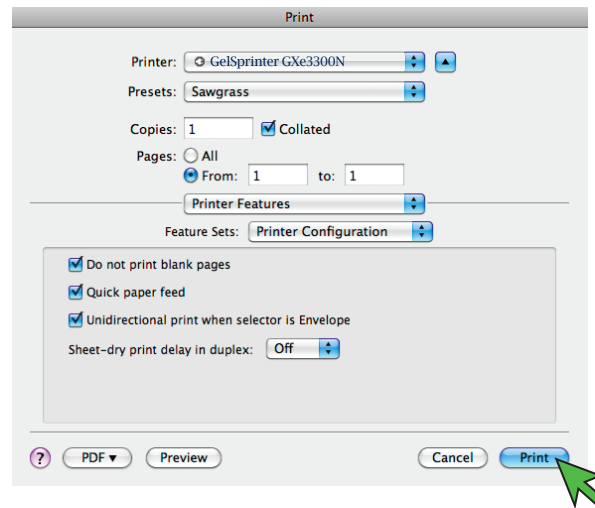 Print
Printer: GelSprinter GXe3300N
Presets: Sawgrass
Copies: 1 Collated
Pages: All
From: 1 to: 1
Printer Features
Feature Sets: Printer Configuration
Do not print blank pages
Quick paper feed
Unidirectional print when selector is Envelope
Sheet-dry print delay in duplex: Off
? PDF▼ Preview Cancel Print